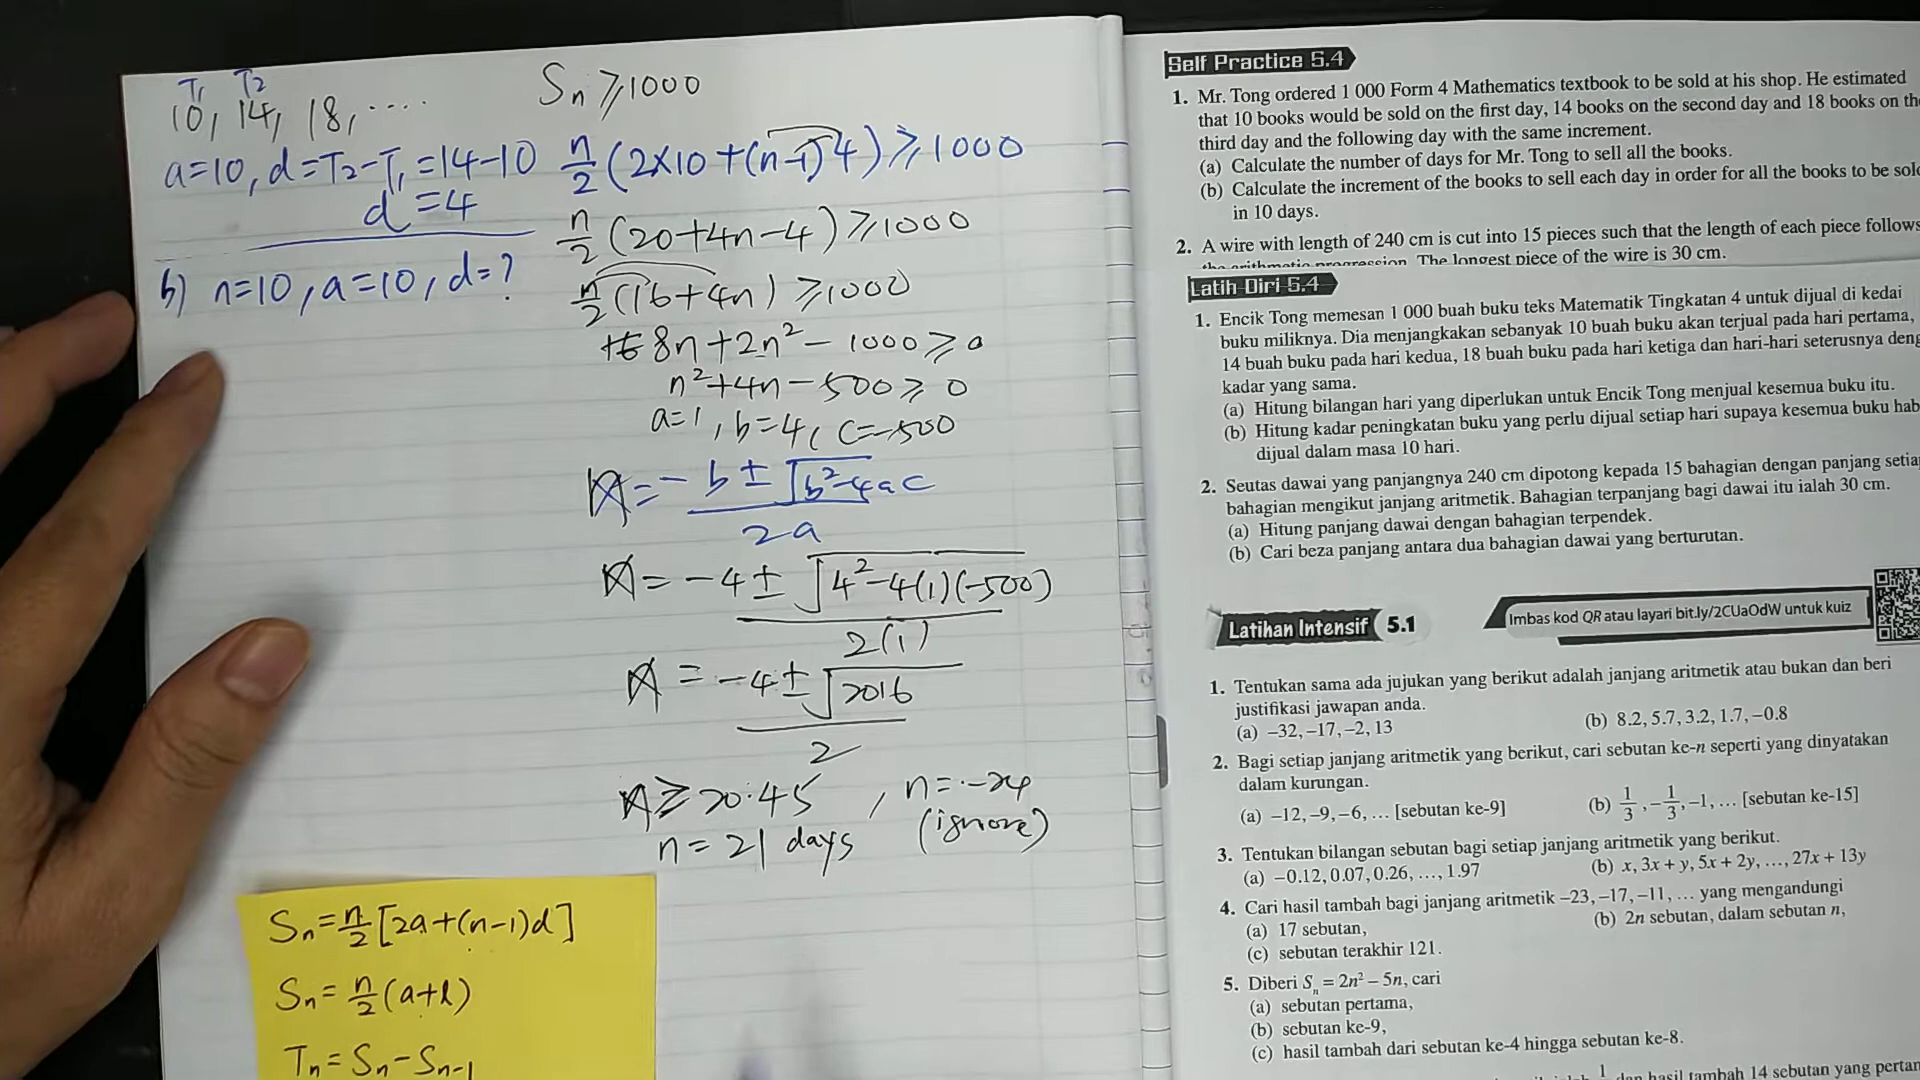 T1 T2
10, 14, 18, ....
a=10, d=T2-T1=14-10
d=4
b) n=10, a=10, d=?
Sn ≥ 1000
n/2 (2×10+(n-1)4) ≥ 1000
n/2 (20+4n-4) ≥ 1000
n/2 (16+4n) ≥ 1000
8n+2n²-1000 ≥ 0
n²+4n-500 ≥ 0
a=1, b=4, c=-500
= -b ± √b²-4ac
2a
= -4 ± √4²-4(1)(-500)
2(1)
= -4 ± √2016
2
≥ 20.45, n=-24
n = 21 days (ignore)
Sn = n/2 [2a+(n-1)d]
Sn = n/2 (a+l)
Tn = Sn - Sn-1
Self Practice 5.4
1. Mr. Tong ordered 1 000 Form 4 Mathematics textbook to be sold at his shop. He estimated
that 10 books would be sold on the first day, 14 books on the second day and 18 books on
third day and the following day with the same increment.
(a) Calculate the number of days for Mr. Tong to sell all the books.
(b) Calculate the increment of the books to sell each day in order for all the books to be
in 10 days.
2. A wire with length of 240 cm is cut into 15 pieces such that the length of each piece follows
the arithmetic progression. The longest piece of the wire is 30 cm.
Latih Diri 5.4
1. Encik Tong memesan 1 000 buah buku teks Matematik Tingkatan 4 untuk dijual di kedai
buku miliknya. Dia menjangkakan sebanyak 10 buah buku akan terjual pada hari pertama,
14 buah buku pada hari kedua, 18 buah buku pada hari ketiga dan hari-hari seterusnya
kadar yang sama.
(a) Hitung bilangan hari yang diperlukan untuk Encik Tong menjual kesemua buku itu.
(b) Hitung kadar peningkatan buku yang perlu dijual setiap hari supaya kesemua buku
dijual dalam masa 10 hari.
2. Seutas dawai yang panjangnya 240 cm dipotong kepada 15 bahagian dengan panjang
bahagian mengikut janjang aritmetik. Bahagian terpanjang bagi dawai itu ialah 30 cm.
(a) Hitung panjang dawai dengan bahagian terpendek.
(b) Cari beza panjang antara dua bahagian dawai yang berturutan.
Latihan Intensif 5.1
Imbas kod QR atau layari bit.ly/2CUaOdW untuk kuiz
1. Tentukan sama ada jujukan yang berikut adalah janjang aritmetik atau bukan dan beri
justifikasi jawapan anda.
(a) –32, –17, –2, 13 (b) 8.2, 5.7, 3.2, 1.7, –0.8
2. Bagi setiap janjang aritmetik yang berikut, cari sebutan ke-n seperti yang dinyatakan
dalam kurungan.
(a) –12, –9, –6, … [sebutan ke-9] (b) 1/3, –1/3, –1, … [sebutan ke-15]
3. Tentukan bilangan sebutan bagi setiap janjang aritmetik yang berikut.
(a) –0.12, 0.07, 0.26, …, 1.97 (b) x, 3x + y, 5x + 2y, …, 27x + 13y
4. Cari hasil tambah bagi janjang aritmetik –23, –17, –11, … yang mengandungi
(a) 17 sebutan, (b) 2n sebutan, dalam sebutan n,
(c) sebutan terakhir 121.
5. Diberi Sn = 2n² – 5n, cari
(a) sebutan pertama,
(b) sebutan ke-9,
(c) hasil tambah dari sebutan ke-4 hingga sebutan ke-8.
hasil tambah 14 sebutan yang